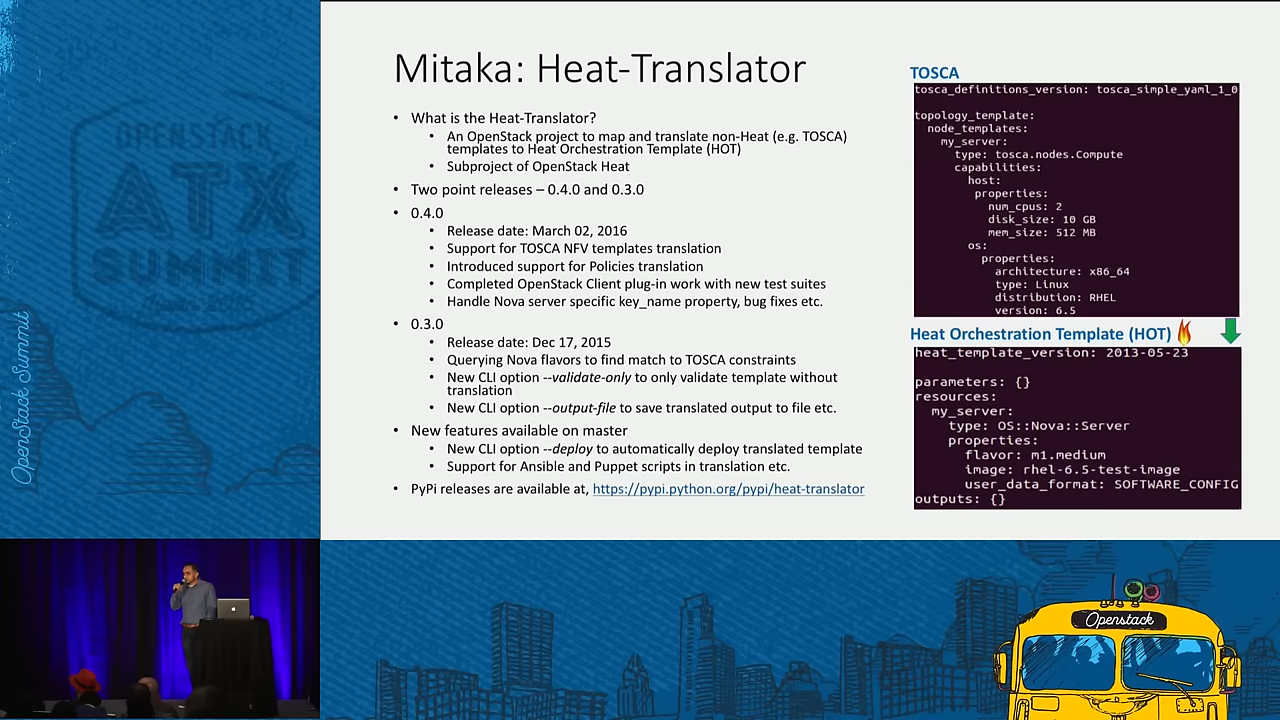 Mitaka: Heat-Translator
• What is the Heat-Translator?
• An OpenStack project to map and translate non-Heat (e.g. TOSCA)
templates to Heat Orchestration Template (HOT)
• Subproject of OpenStack Heat
• Two point releases – 0.4.0 and 0.3.0
• 0.4.0
• Release date: March 02, 2016
• Support for TOSCA NFV templates translation
• Introduced support for Policies translation
• Completed OpenStack Client plug-in work with new test suites
• Handle Nova server specific key_name property, bug fixes etc.
• 0.3.0
• Release date: Dec 17, 2015
• Querying Nova flavors to find match to TOSCA constraints
• New CLI option --validate-only to only validate template without
translation
• New CLI option --output-file to save translated output to file etc.
• New features available on master
• New CLI option --deploy to automatically deploy translated template
• Support for Ansible and Puppet scripts in translation etc.
• PyPi releases are available at, https://pypi.python.org/pypi/heat-translator
TOSCA
tosca_definitions_version: tosca_simple_yaml_1_0
topology_template:
node_templates:
my_server:
type: tosca.nodes.Compute
capabilities:
host:
properties:
num_cpus: 2
disk_size: 10 GB
mem_size: 512 MB
os:
properties:
architecture: x86_64
type: Linux
distribution: RHEL
version: 6.5
Heat Orchestration Template (HOT)
heat_template_version: 2013-05-23
parameters: {}
resources:
my_server:
type: OS::Nova::Server
properties:
flavor: m1.medium
image: rhel-6.5-test-image
user_data_format: SOFTWARE_CONFIG
outputs: {}
OPENSTACK
ATX
SUMMIT
OpenStack Summit
Openstack